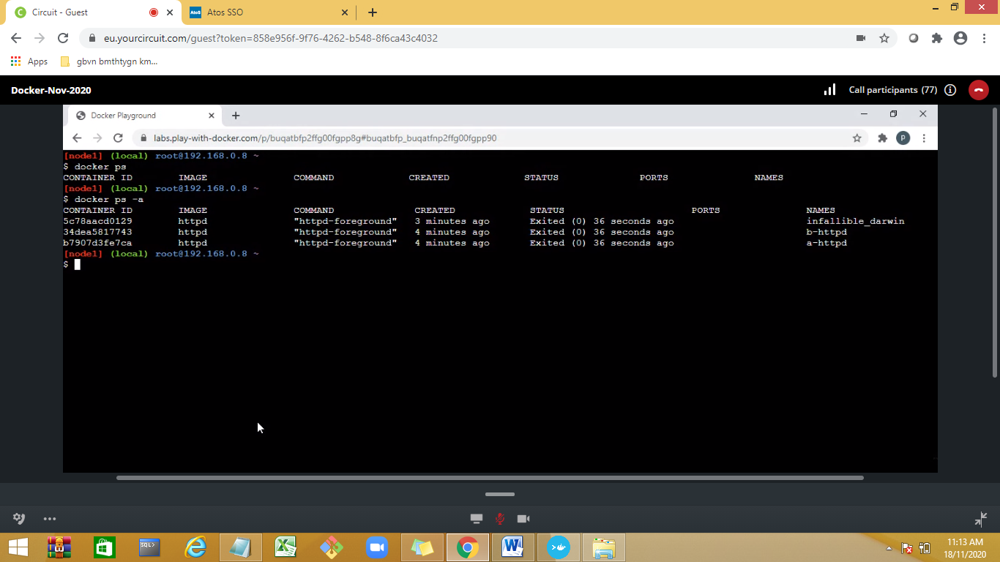 Circuit - Guest
Atos SSO
eu.yourcircuit.com/guest?token=858e956f-9f76-4262-b548-8f6ca43c4032
Apps
gbvn bmthtygn km...
Docker-Nov-2020
Call participants (77)
Docker Playground
labs.play-with-docker.com/p/buqatbfp2ffg00fgpp8g#buqatbfp_buqatfnp2ffg00fgpp90
P
[node1] (local) root@192.168.0.8 ~
$ docker ps
CONTAINER ID IMAGE COMMAND CREATED STATUS PORTS NAMES
[node1] (local) root@192.168.0.8 ~
$ docker ps -a
CONTAINER ID IMAGE COMMAND CREATED STATUS PORTS NAMES
5c78aacd0129 httpd "httpd-foreground" 3 minutes ago Exited (0) 36 seconds ago infallible_darwin
34dea5817743 httpd "httpd-foreground" 4 minutes ago Exited (0) 36 seconds ago b-httpd
b7907d3fe7ca httpd "httpd-foreground" 4 minutes ago Exited (0) 36 seconds ago a-httpd
[node1] (local) root@192.168.0.8 ~
$
SQL>
11:13 AM
18/11/2020